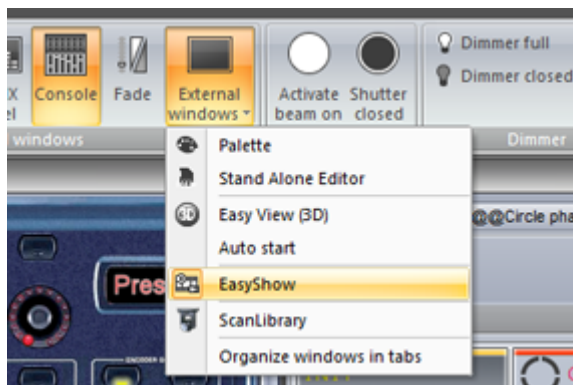 Dimmer full
Dimmer closed
X
Console
Fade
External
windows
Activate
beam on
Shutter
closed
windows
Dimmer
Palette
Stand Alone Editor
3D
Easy View (3D)
@@Circle pha
Auto start
Pres
EasyShow
ScanLibrary
Organize windows in tabs